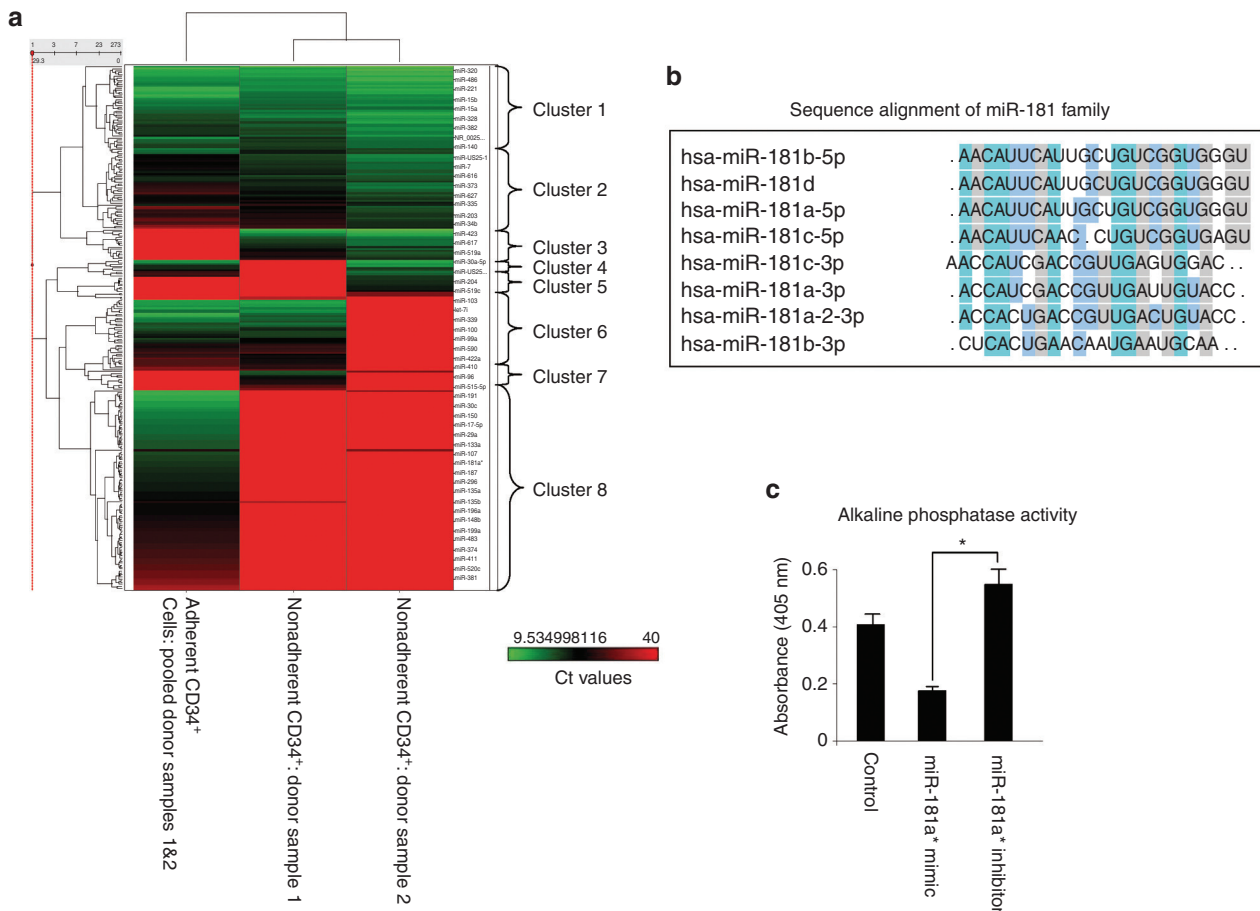 a
1 3 7 23 273
29.3 0
miR-320
miR-486
miR-221
miR-15b
miR-15a
miR-328
miR-382
NR_0025...
miR-140
miR-US25-1
miR-7
miR-616
miR-373
miR-627
miR-335
miR-203
miR-34b
miR-423
miR-617
miR-519a
miR-30a-5p
miR-US25...
miR-204
miR-519c
miR-103
let-7i
miR-339
miR-100
miR-99a
miR-590
miR-422a
miR-410
miR-96
miR-515-5p
miR-191
miR-30c
miR-150
miR-17-5p
miR-29a
miR-133a
miR-107
miR-181a*
miR-187
miR-296
miR-135a
miR-135b
miR-196a
miR-148b
miR-199a
miR-483
miR-374
miR-411
miR-520c
miR-381
Cluster 1
Cluster 2
Cluster 3
Cluster 4
Cluster 5
Cluster 6
Cluster 7
Cluster 8
Adherent CD34+
Cells:: pooled donor samples 1&2
Nonadherent CD34+: donor sample 1
Nonadherent CD34+: donor sample 2
9.534998116 40
Ct values
b
Sequence alignment of miR-181 family
hsa-miR-181b-5p .AACAUUCAUUGCUGUCGGUGGGU
hsa-miR-181d .AACAUUCAUUGCUGUCGGUGGGU
hsa-miR-181a-5p .AACAUUCAUUGCUGUCGGUGGGU
hsa-miR-181c-5p .AACAUUCAAC.CUGUCGGUGAGU
hsa-miR-181c-3p AACCAUCGACCGUUGAGUGGAC..
hsa-miR-181a-3p .ACCAUCGACCGUUGAUUGUACC.
hsa-miR-181a-2-3p .ACCACUGACCGUUGACUGUACC.
hsa-miR-181b-3p .CUCACUGAACAAUGAAUGCAA..
c
Alkaline phosphatase activity
*
Absorbance (405 nm)
0.6
0.4
0.2
0
Control
miR-181a* mimic
miR-181a* inhibitor